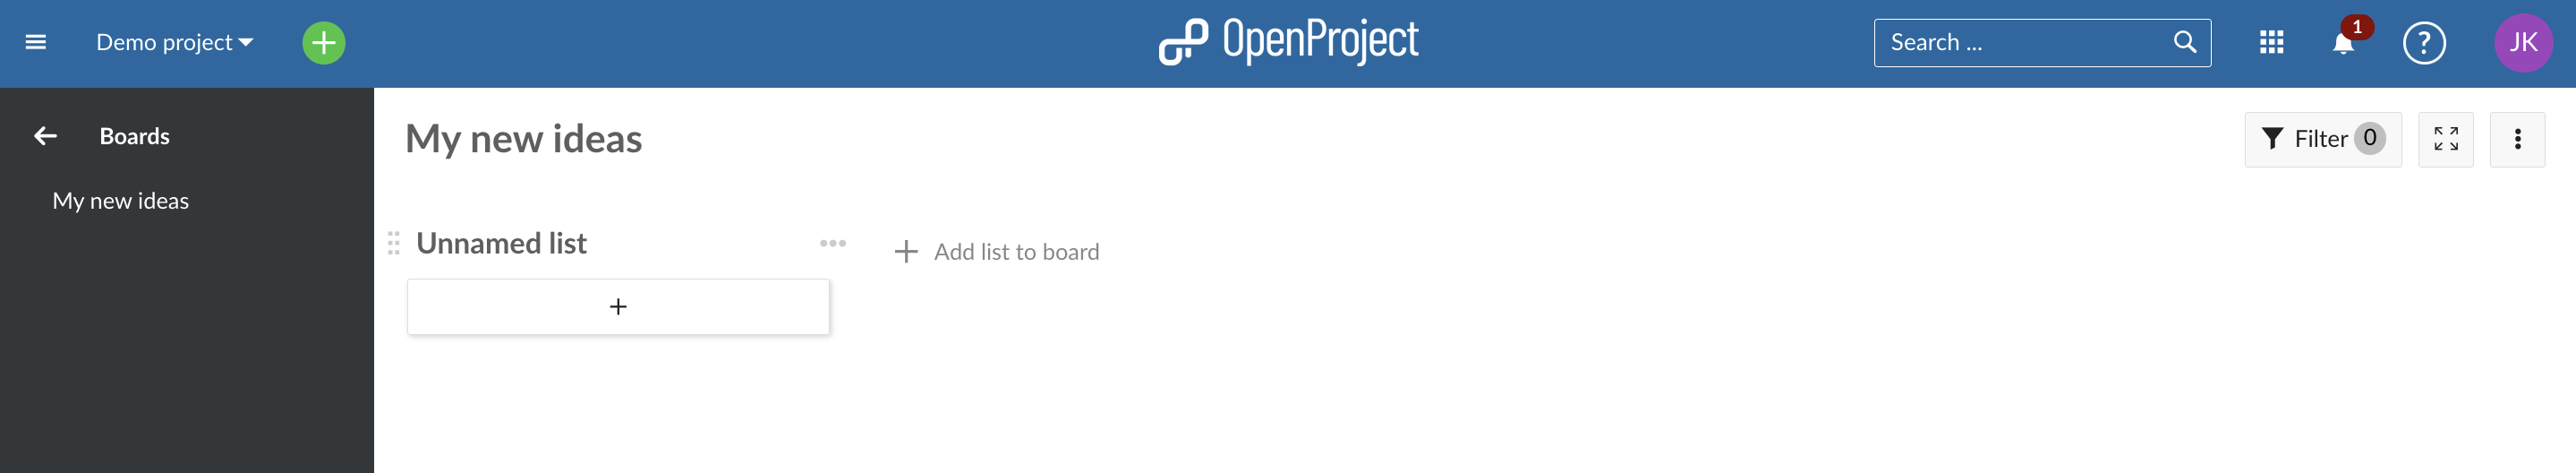 Demo project
OpenProject
Search ...
1
?
JK
Boards
My new ideas
My new ideas
Filter 0
Unnamed list
Add list to board